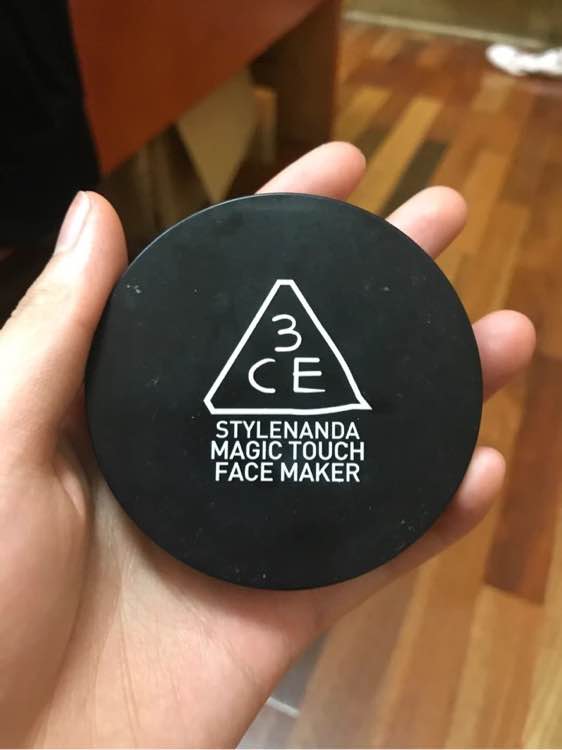 3
CE
STYLENANDA
MAGIC TOUCH
FACE MAKER